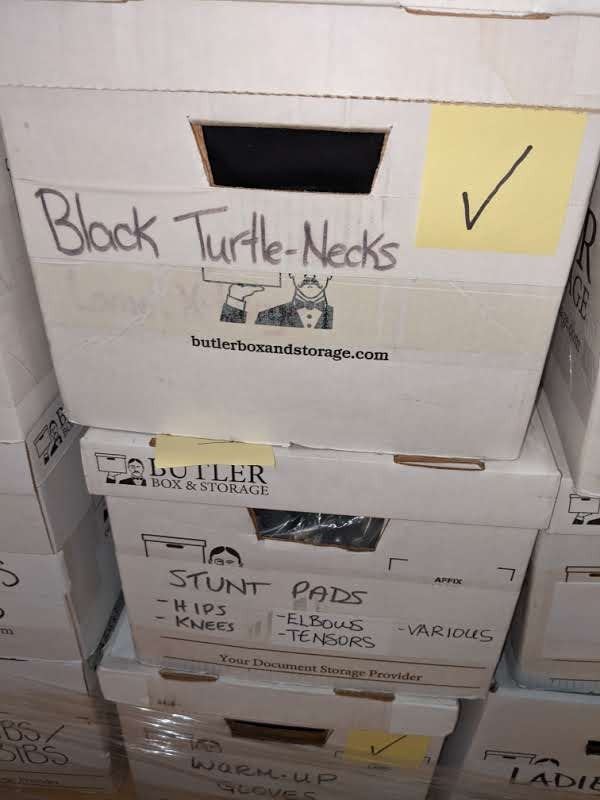 ✓
Black Turtle-Necks
butlerboxandstorage.com
BUTLER
BOX & STORAGE
AFFIX
STUNT PADS
- HIPS
- KNEES
- ELBOWS
- TENSORS
- VARIOUS
Your Document Storage Provider
✓
WARM-UP
GLOVES
BIBS